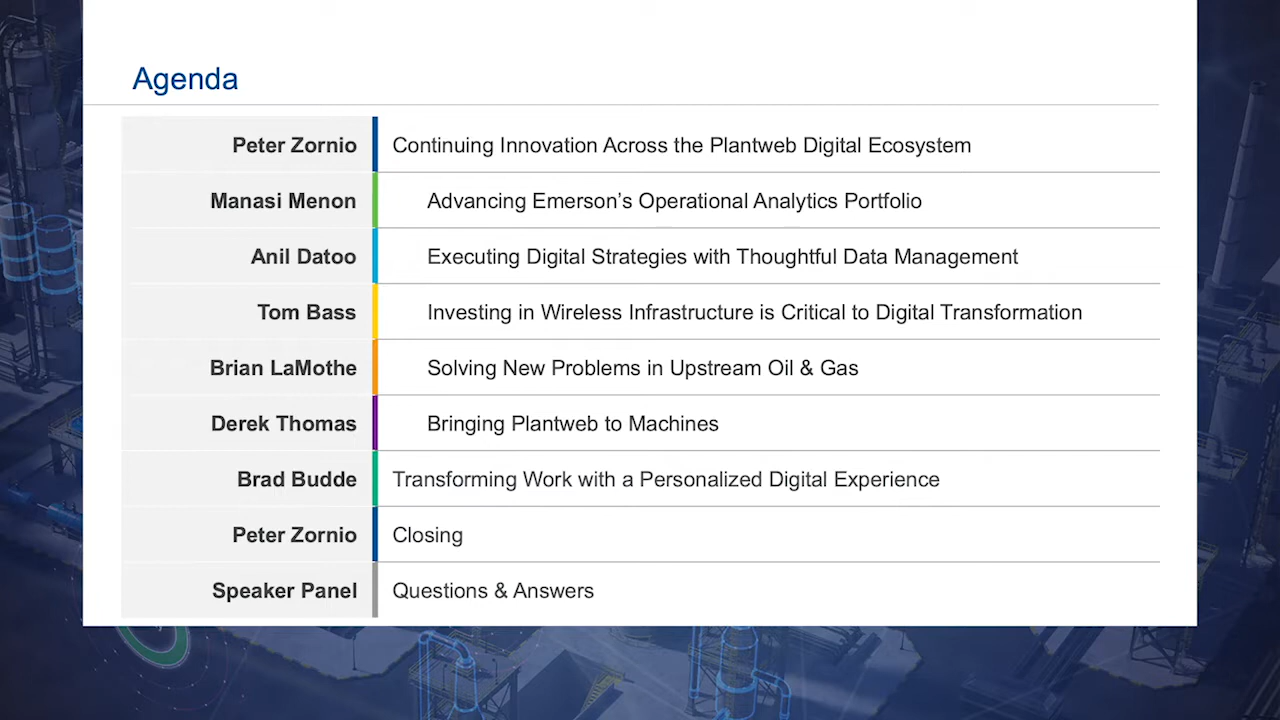 Agenda
Peter Zornio Continuing Innovation Across the Plantweb Digital Ecosystem
Manasi Menon Advancing Emerson’s Operational Analytics Portfolio
Anil Datoo Executing Digital Strategies with Thoughtful Data Management
Tom Bass Investing in Wireless Infrastructure is Critical to Digital Transformation
Brian LaMothe Solving New Problems in Upstream Oil & Gas
Derek Thomas Bringing Plantweb to Machines
Brad Budde Transforming Work with a Personalized Digital Experience
Peter Zornio Closing
Speaker Panel Questions & Answers